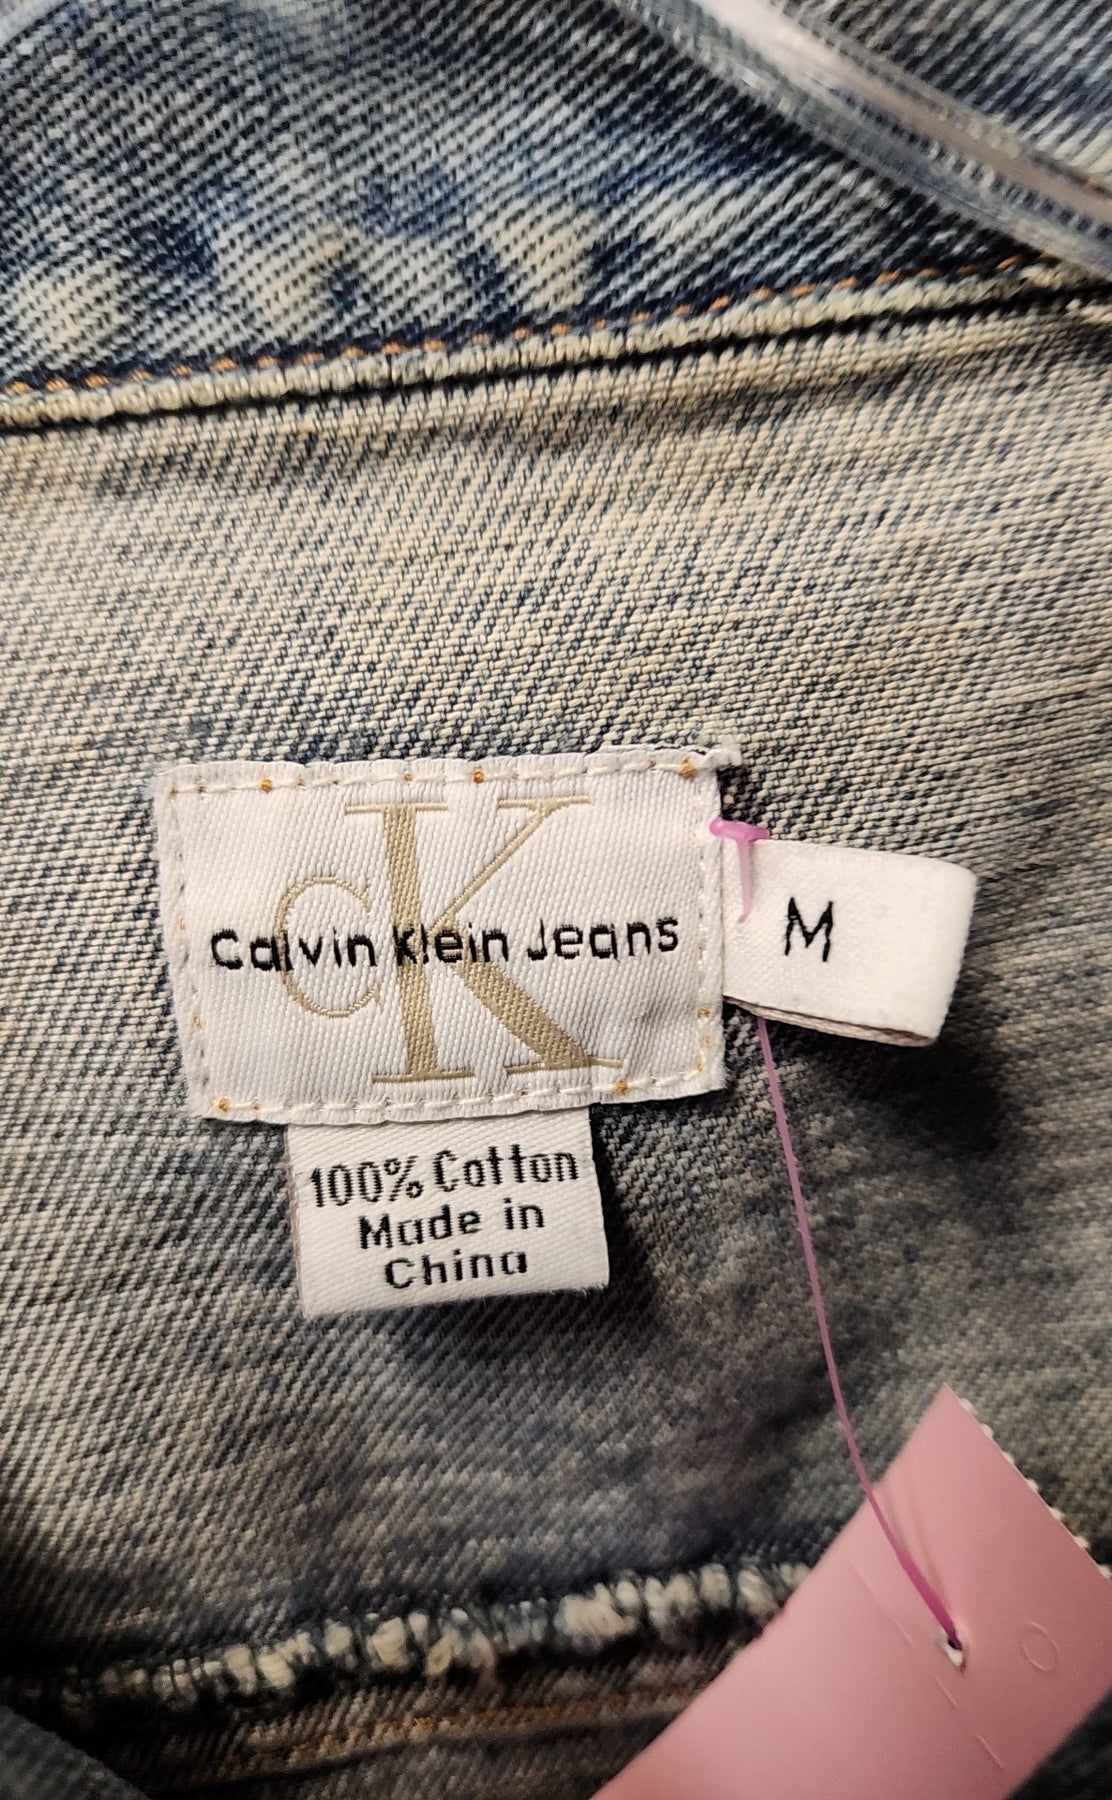 CK
Calvin Klein Jeans
M
100% Cotton
Made in
China